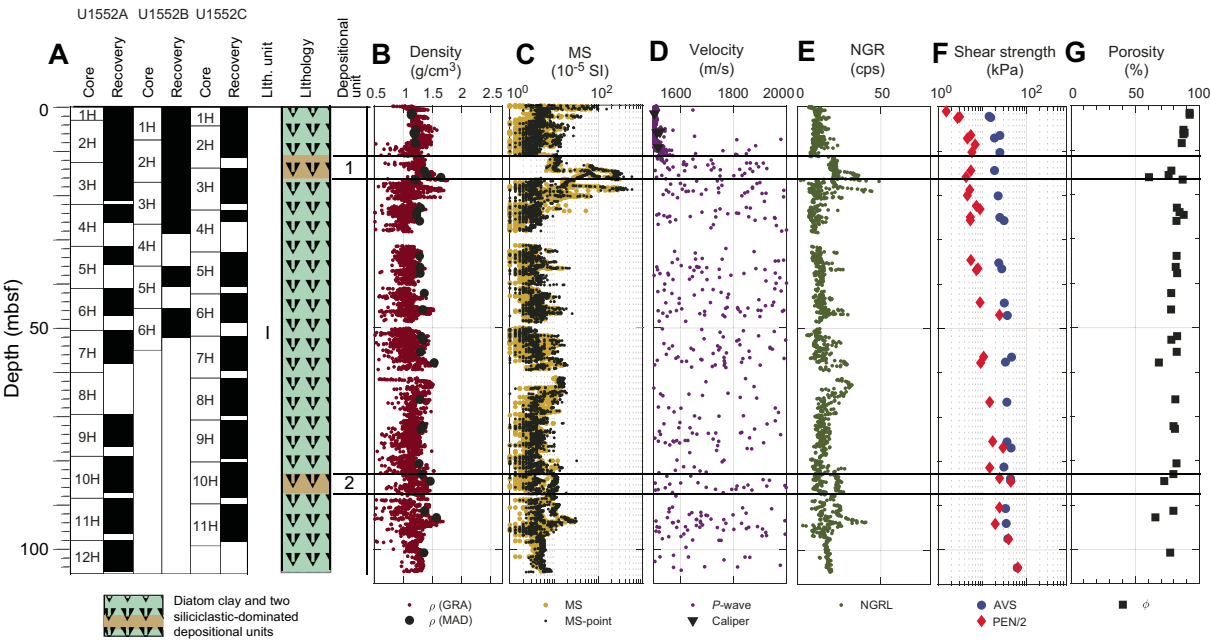 U1552A U1552B U1552C
A B C D E F G
Core Recovery Core Recovery Core Recovery Lith. unit Lithology Depositional unit
Density (g/cm3)
MS (10-5 SI)
Velocity (m/s)
NGR (cps)
Shear strength (kPa)
Porosity (%)
0.5 1 1.5 2 2.5
10⁰ 10²
1600 1800 2000
0 50
10⁰ 10²
0 50 100
Depth (mbsf)
0
50
100
1H 2H 3H 4H 5H 6H 7H 8H 9H 10H 11H 12H
1H 2H 3H 4H 5H 6H
1H 2H 3H 4H 5H 6H 7H 8H 9H 10H 11H
I
1
2
Diatom clay and two
siliciclastic-dominated
depositional units
ρ (GRA)
ρ (MAD)
MS
MS-point
P-wave
Caliper
NGRL
AVS
PEN/2
ϕ